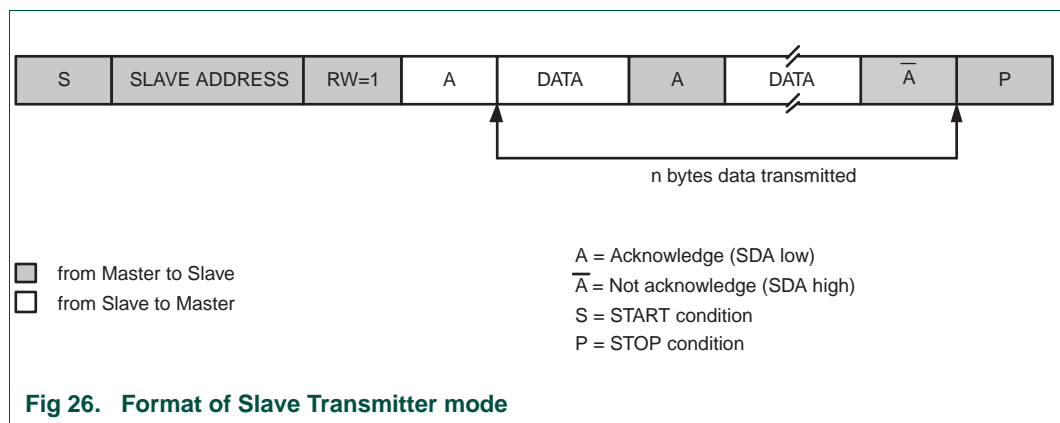 S SLAVE ADDRESS RW=1 A DATA A DATA A̅ P
n bytes data transmitted
from Master to Slave
from Slave to Master
A = Acknowledge (SDA low)
A̅ = Not acknowledge (SDA high)
S = START condition
P = STOP condition
Fig 26. Format of Slave Transmitter mode